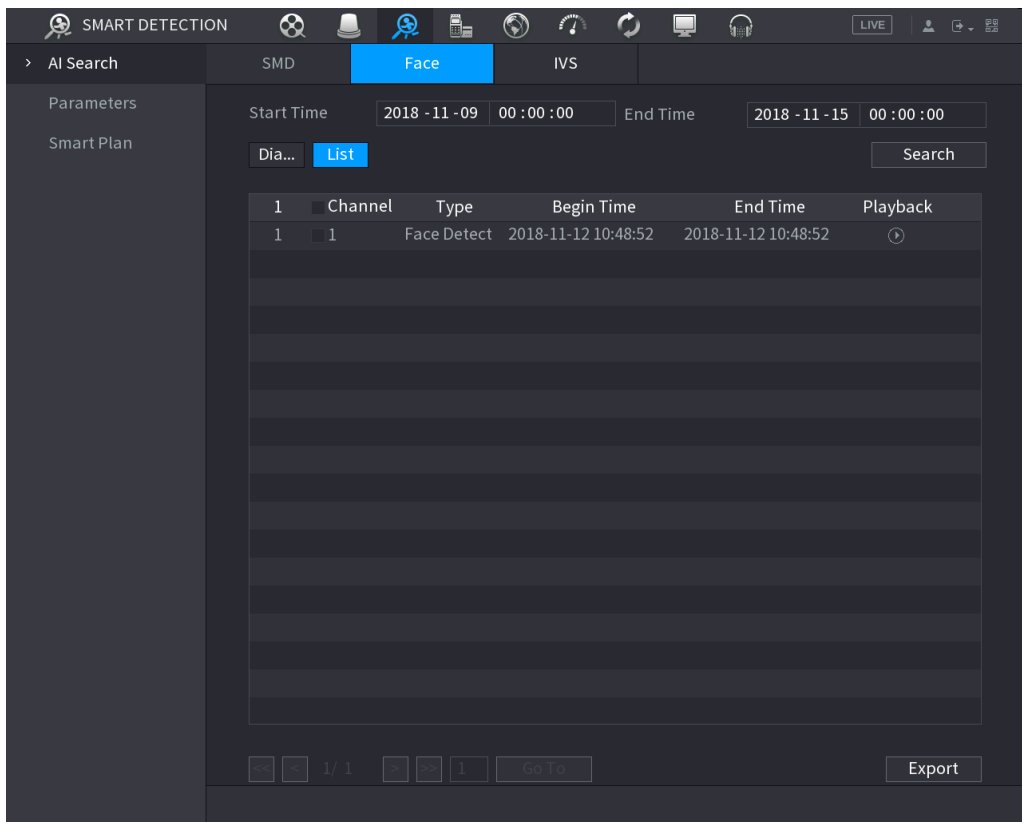 SMART DETECTION LIVE
AI Search SMD Face IVS
Parameters
Smart Plan
Start Time 2018 -11 -09 00 : 00 : 00 End Time 2018 -11 -15 00 : 00 : 00
Dia... List Search
1 Channel Type Begin Time End Time Playback
1 1 Face Detect 2018-11-12 10:48:52 2018-11-12 10:48:52
<< < 1/ 1 > >> 1 Go To Export